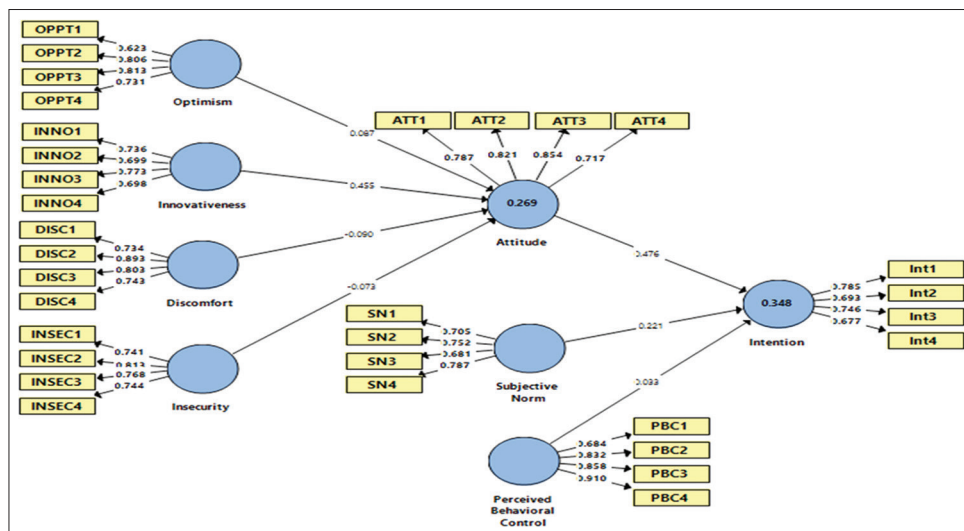 OPPT1
OPPT2
OPPT3
OPPT4
0.623
0.806
0.813
0.731
Optimism
INNO1
INNO2
INNO3
INNO4
0.736
0.699
0.773
0.698
Innovativeness
DISC1
DISC2
DISC3
DISC4
0.734
0.893
0.803
0.743
Discomfort
INSEC1
INSEC2
INSEC3
INSEC4
0.741
0.813
0.768
0.744
Insecurity
0.455
-0.090
-0.073
ATT1
ATT2
ATT3
ATT4
0.787
0.821
0.854
0.717
0.269
Attitude
0.476
SN1
SN2
SN3
SN4
0.705
0.752
0.681
0.787
Subjective
Norm
0.221
0.033
PBC1
PBC2
PBC3
PBC4
0.684
0.832
0.858
0.910
Perceived
Behavioral
Control
0.348
Intention
Int1
Int2
Int3
Int4
0.785
0.693
0.746
0.677